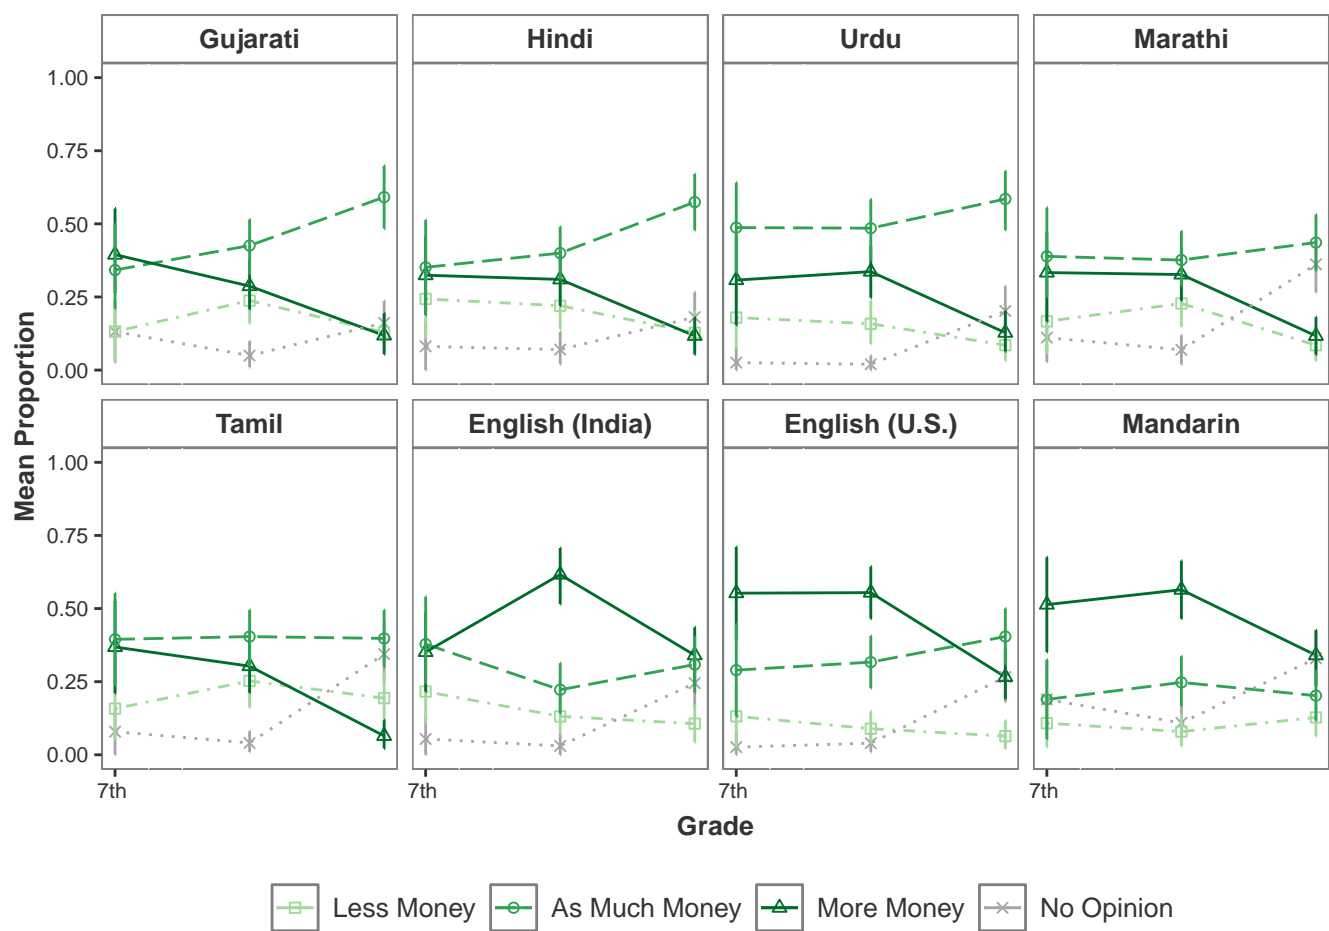 Gujarati Hindi Urdu Marathi
1.00
0.75
0.50
0.25
0.00
Mean Proportion
Tamil English (India) English (U.S.) Mandarin
1.00
0.75
0.50
0.25
0.00
7th 7th 7th 7th
Grade
Less Money As Much Money More Money No Opinion